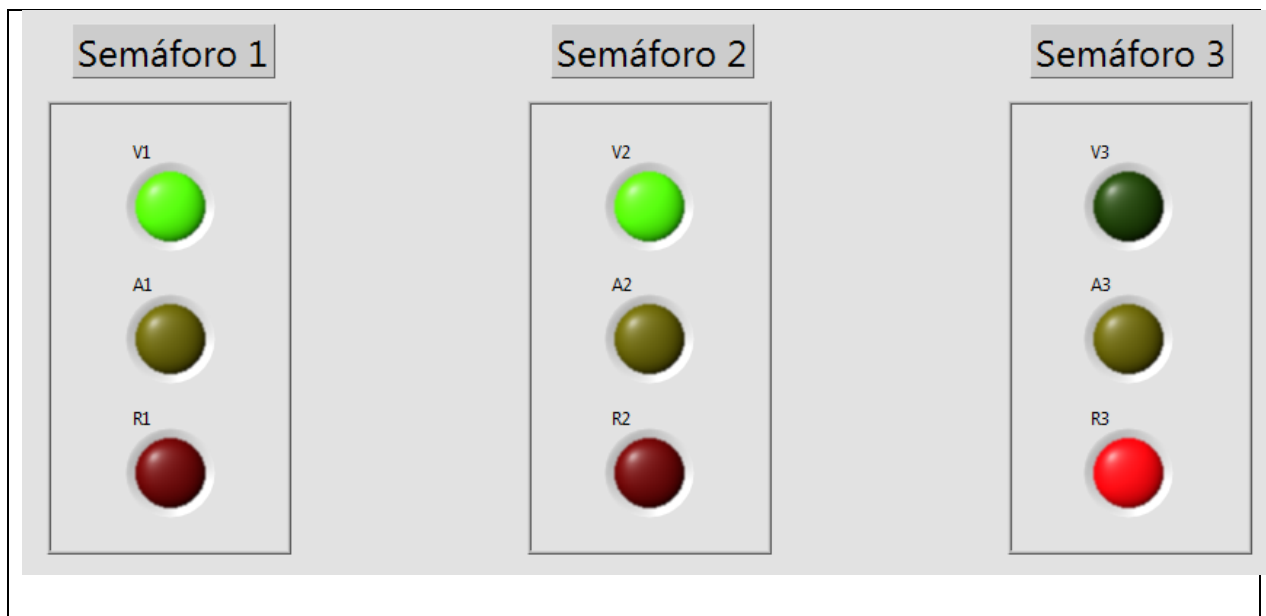 Semáforo 1
Semáforo 2
Semáforo 3
V1
V2
V3
A1
A2
A3
R1
R2
R3